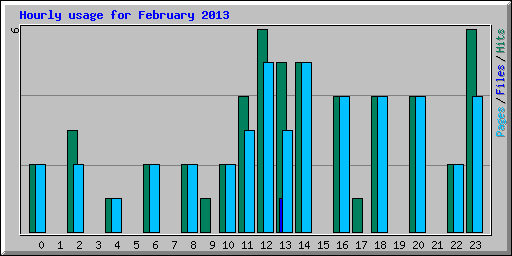 Hourly usage for February 2013
6
Pages / Files / Hits
0 1 2 3 4 5 6 7 8 9 10 11 12 13 14 15 16 17 18 19 20 21 22 23